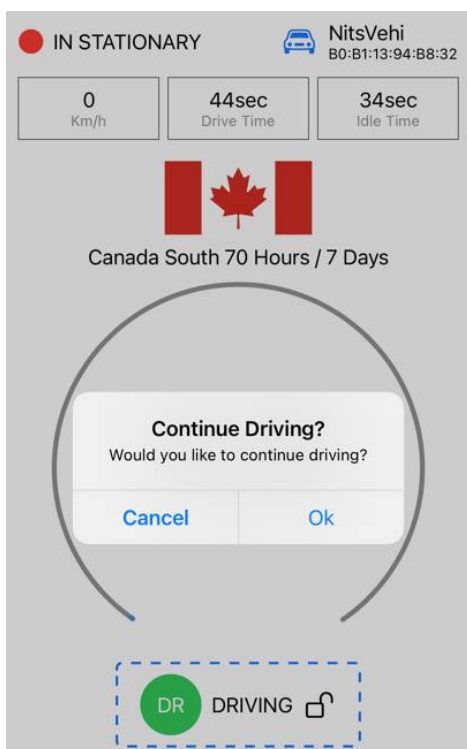 IN STATIONARY
NitsVehi
B0:B1:13:94:B8:32
0
Km/h
44sec
Drive Time
34sec
Idle Time
Canada South 70 Hours / 7 Days
Continue Driving?
Would you like to continue driving?
Cancel
Ok
DR DRIVING